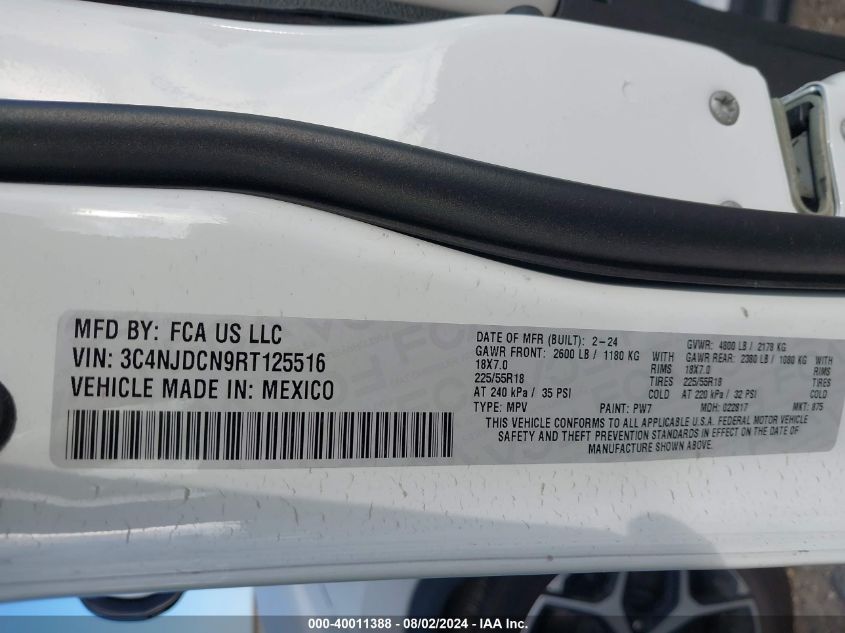 MFD BY: FCA US LLC
VIN: 3C4NJDCN9RT125516
VEHICLE MADE IN: MEXICO
DATE OF MFR (BUILT): 2-24 GVWR: 4800 LB / 2178 KG
GAWR FRONT: 2600 LB / 1180 KG WITH GAWR REAR: 2380 LB / 1080 KG WITH
18X7.0 RIMS 18X7.0 RIMS
225/55R18 TIRES 225/55R18 TIRES
AT 240 kPa / 35 PSI COLD AT 220 kPa / 32 PSI COLD
TYPE: MPV PAINT: PW7 MDH: 022817 MKT: 875
THIS VEHICLE CONFORMS TO ALL APPLICABLE U.S.A. FEDERAL MOTOR VEHICLE
SAFETY AND THEFT PREVENTION STANDARDS IN EFFECT ON THE DATE OF
MANUFACTURE SHOWN ABOVE.
000-40011388 - 08/02/2024 - IAAI.com